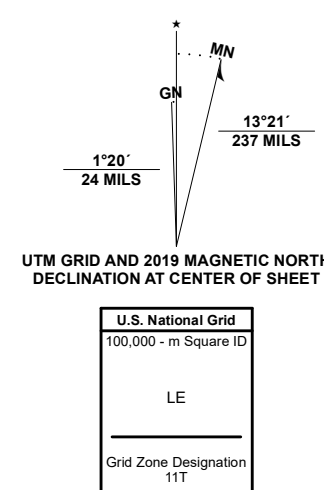 ★
MN
GN
13°21´
237 MILS
1°20´
24 MILS
UTM GRID AND 2019 MAGNETIC NORTH
DECLINATION AT CENTER OF SHEET
U.S. National Grid
100,000 - m Square ID
LE
Grid Zone Designation
11T